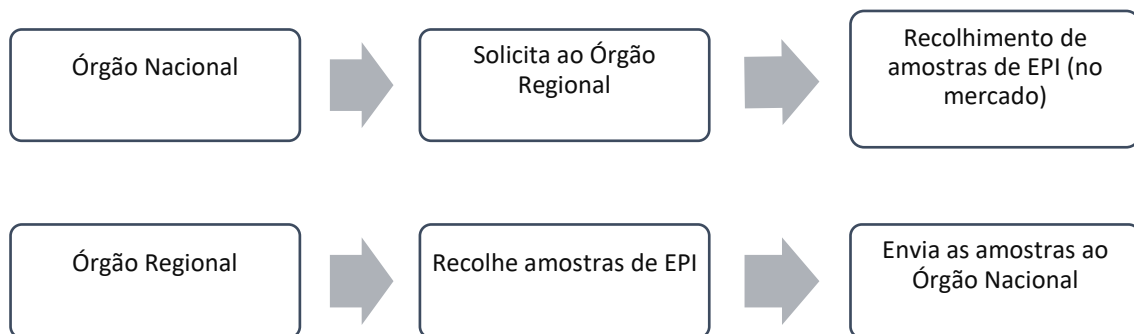 Órgão Nacional
Solicita ao Órgão
Regional
Recolhimento de
amostras de EPI (no
mercado)
Órgão Regional
Recolhe amostras de EPI
Envia as amostras ao
Órgão Nacional